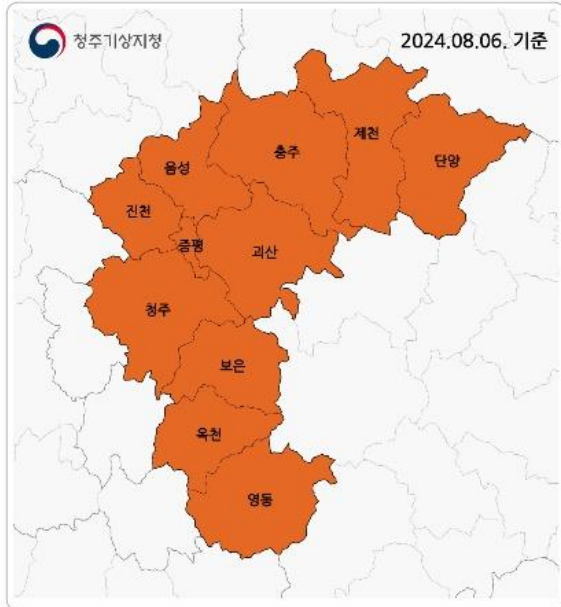 청주기상지청
2024.08.06. 기준
제천
충주
단양
음성
진천
증평
괴산
청주
보은
옥천
영동